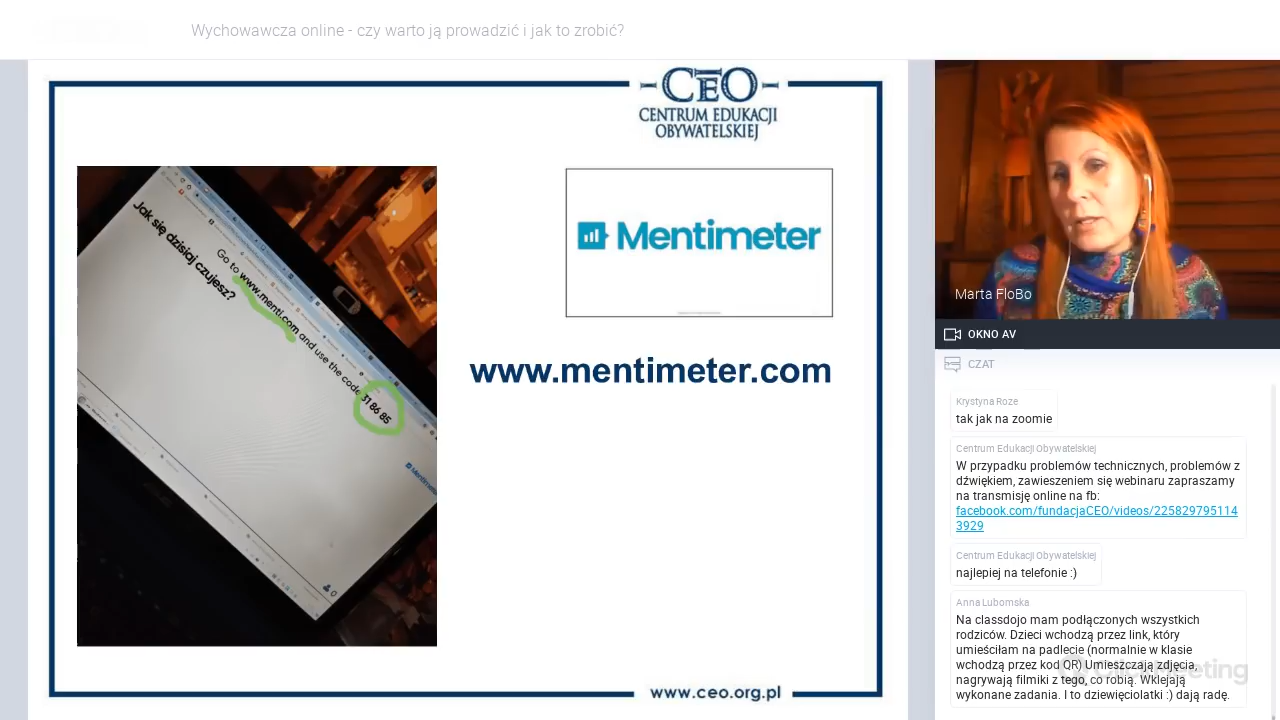 Wychowawcza online - czy warto ją prowadzić i jak to zrobić?
CEO
CENTRUM EDUKACJI
OBYWATELSKIEJ
Go to www.menti.com and use the code 31 86 85
Jak się dzisiaj czujesz?
Mentimeter
0
Mentimeter
www.mentimeter.com
www.ceo.org.pl
Marta FloBo
OKNO AV
CZAT
Krystyna Roze
tak jak na zoomie
Centrum Edukacji Obywatelskiej
W przypadku problemów technicznych, problemów z
dźwiękiem, zawieszeniem się webinaru zapraszamy
na transmisję online na fb:
facebook.com/fundacjaCEO/videos/225829795114
3929
Centrum Edukacji Obywatelskiej
najlepiej na telefonie :)
Anna Lubomska
Na classdojo mam podłączonych wszystkich
rodziców. Dzieci wchodzą przez link, który
umieściłam na padlecie (normalnie w klasie
wchodzą przez kod QR) Umieszczają zdjęcia,
nagrywają filmiki z tego, co robią. Wklejają
wykonane zadania. I to dziewięciolatki :) dają radę.
ClickMeeting